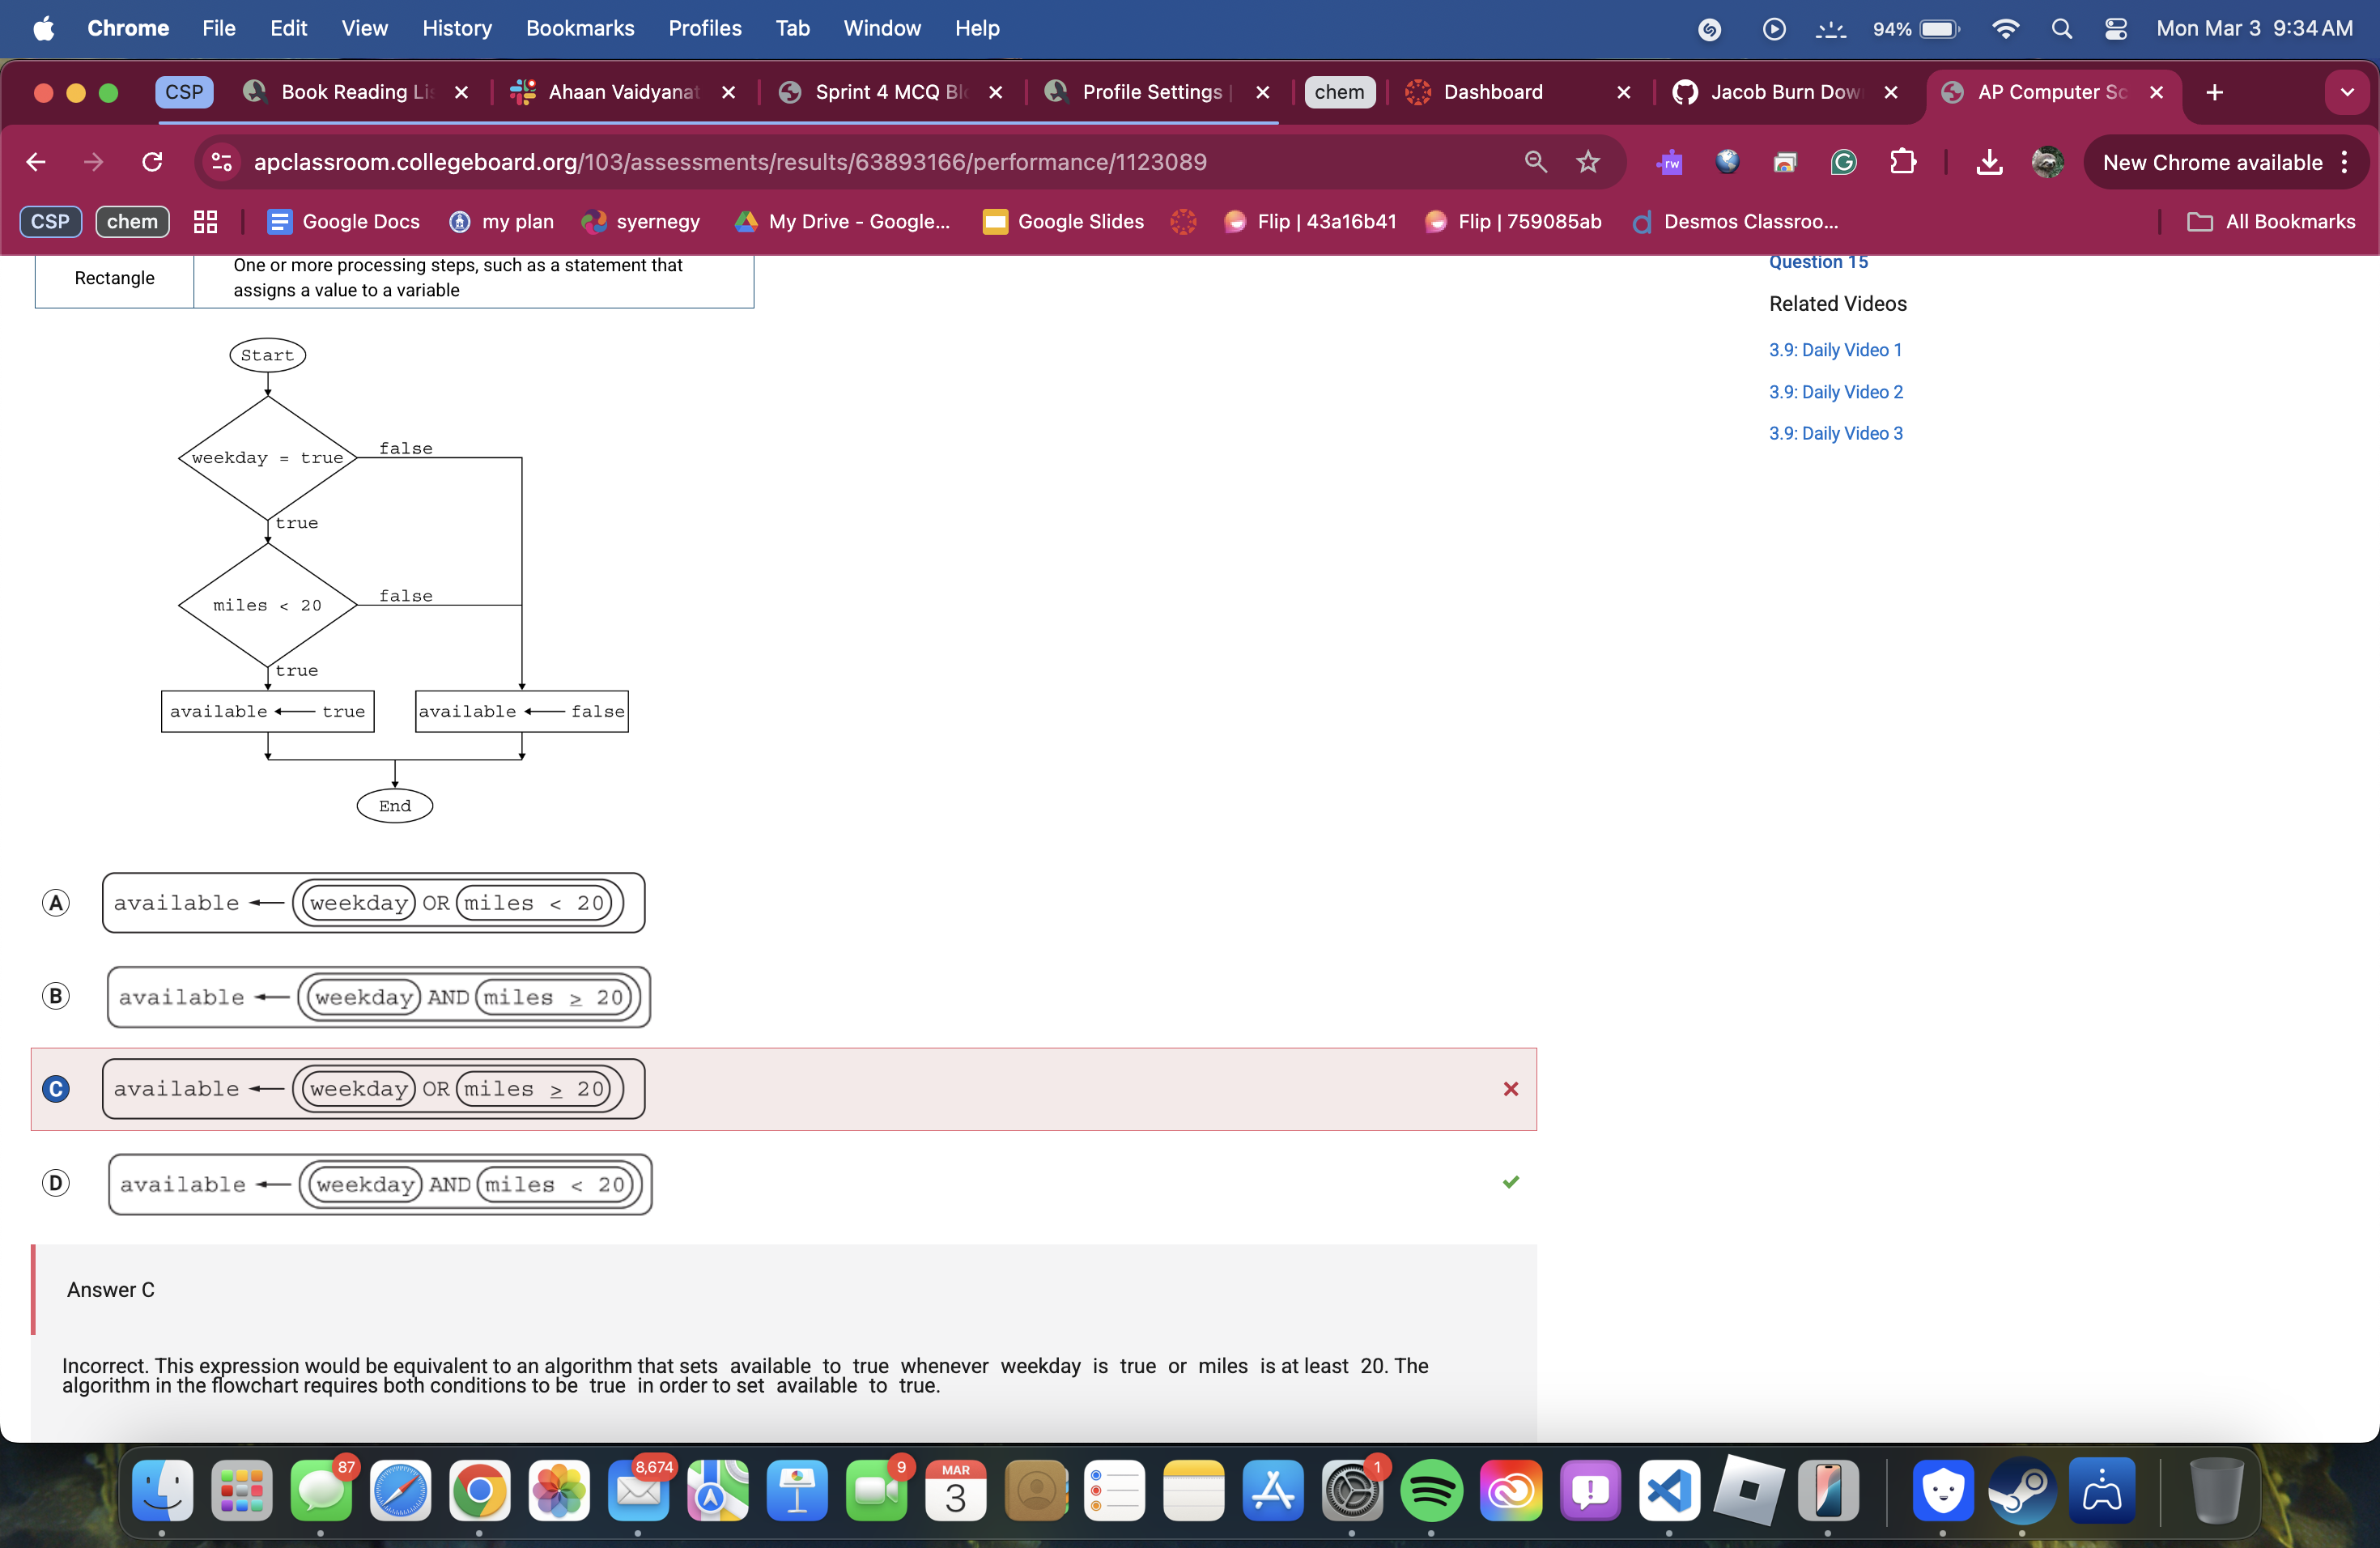 Chrome File Edit View History Bookmarks Profiles Tab Window Help 94% Mon Mar 3 9:34 AM
CSP Book Reading Lis Ahaan Vaidyanat Sprint 4 MCQ Blo Profile Settings | chem Dashboard Jacob Burn Dow AP Computer Sc
apclassroom.collegeboard.org/103/assessments/results/63893166/performance/1123089 rw New Chrome available
CSP chem Google Docs my plan syernegy My Drive - Google... Google Slides Flip | 43a16b41 Flip | 759085ab Desmos Classroo... All Bookmarks
Rectangle
One or more processing steps, such as a statement that
assigns a value to a variable
Question 15
Related Videos
3.9: Daily Video 1
3.9: Daily Video 2
3.9: Daily Video 3
Start
weekday = true
false
true
miles < 20
false
true
available ← true
available ← false
End
A available ← weekday OR miles < 20
B available ← weekday AND miles ≥ 20
C available ← weekday OR miles ≥ 20
D available ← weekday AND miles < 20
Answer C
Incorrect. This expression would be equivalent to an algorithm that sets available to true whenever weekday is true or miles is at least 20. The
algorithm in the flowchart requires both conditions to be true in order to set available to true.
87 8,674 9 MAR 3 1